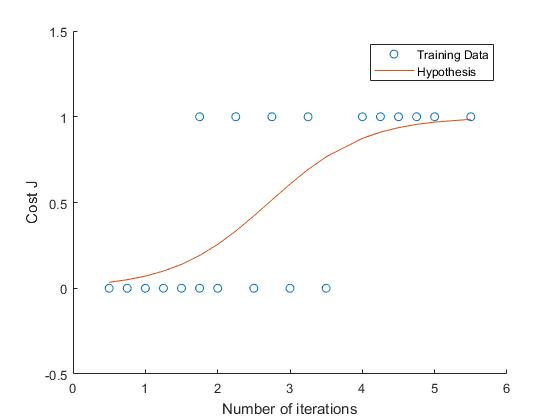 1.5
Training Data
Hypothesis
1
Cost J
0.5
0
-0.5
0 1 2 3 4 5 6
Number of iterations